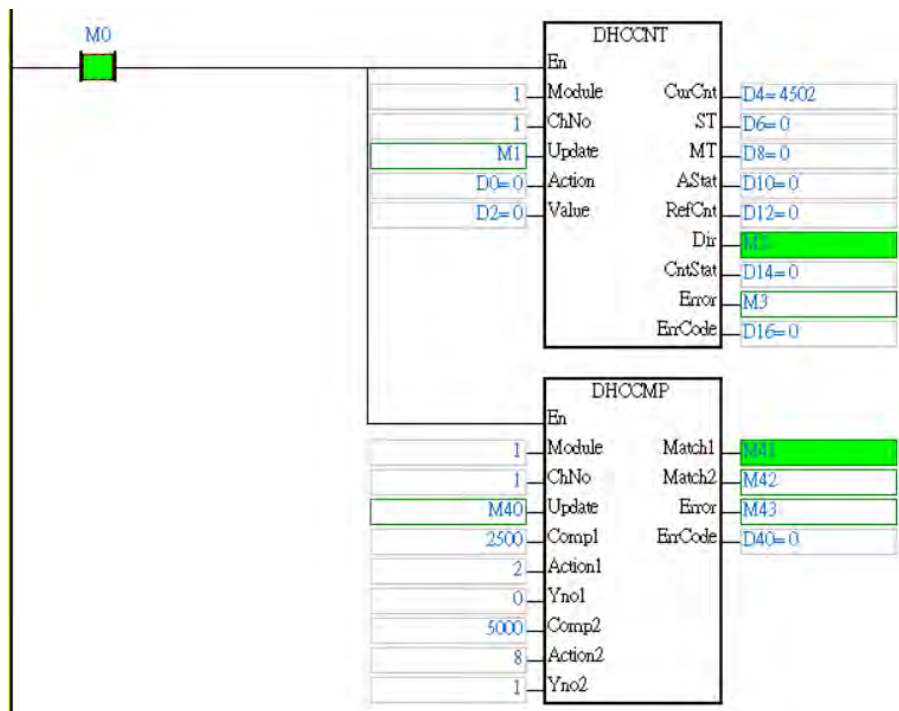 M0
DHCCNT
En
1 Module CurCnt D4=4502
1 ChNo ST D6=0
M1 Update MT D8=0
D0=0 Action AStat D10=0
D2=0 Value RefCnt D12=0
Dir M2
CntStat D14=0
Error M3
ErrCode D16=0
DHCCMP
En
1 Module Match1 M41
1 ChNo Match2 M42
M40 Update Error M43
2500 Comp1 ErrCode D40=0
2 Action1
0 Yno1
5000 Comp2
8 Action2
1 Yno2